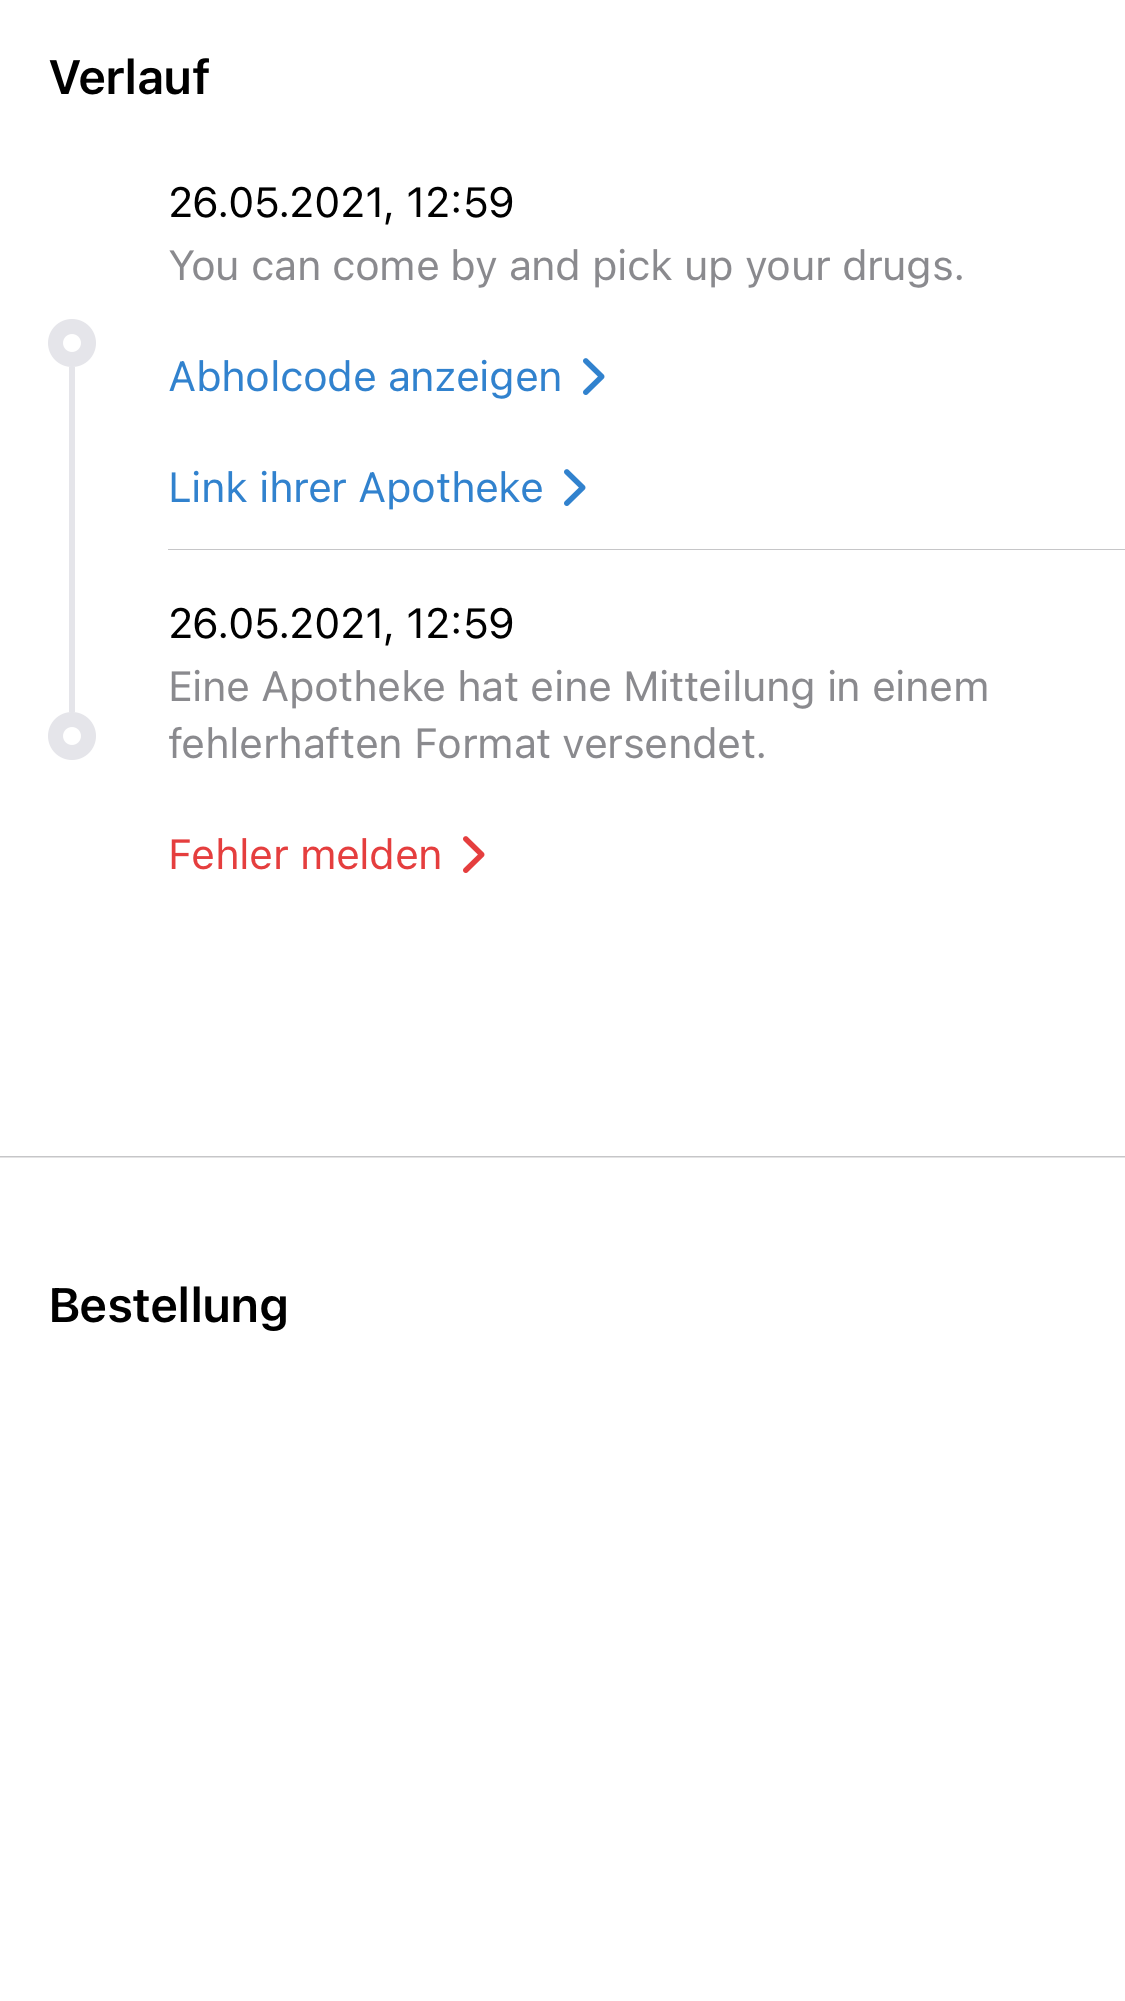 Verlauf
26.05.2021, 12:59
You can come by and pick up your drugs.
Abholcode anzeigen
Link ihrer Apotheke
26.05.2021, 12:59
Eine Apotheke hat eine Mitteilung in einem
fehlerhaften Format versendet.
Fehler melden
Bestellung